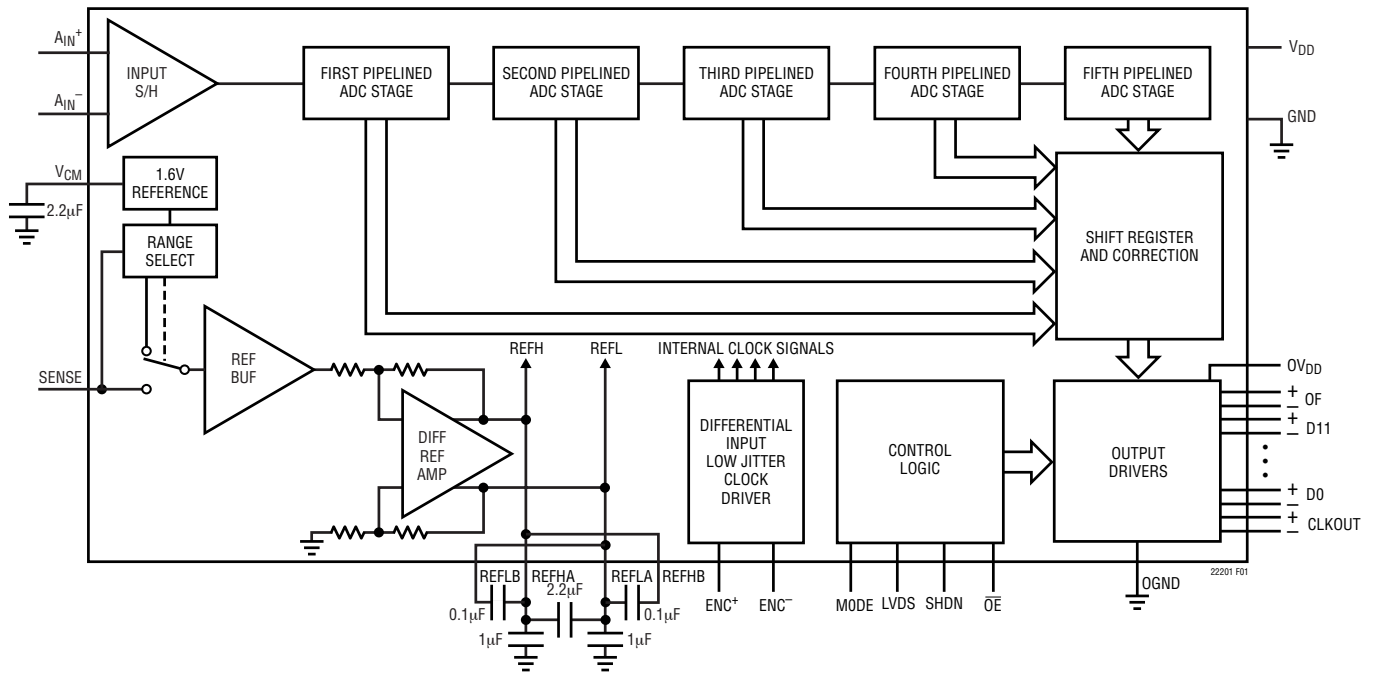 AIN+
AIN–
INPUT
S/H
FIRST PIPELINED
ADC STAGE
SECOND PIPELINED
ADC STAGE
THIRD PIPELINED
ADC STAGE
FOURTH PIPELINED
ADC STAGE
FIFTH PIPELINED
ADC STAGE
VDD
GND
VCM
2.2µF
1.6V
REFERENCE
RANGE
SELECT
SHIFT REGISTER
AND CORRECTION
SENSE
REF
BUF
DIFF
REF
AMP
REFH
REFL
INTERNAL CLOCK SIGNALS
DIFFERENTIAL
INPUT
LOW JITTER
CLOCK
DRIVER
CONTROL
LOGIC
OUTPUT
DRIVERS
OVDD
+
–
OF
+
–
D11
+
–
D0
+
–
CLKOUT
REFLB
REFHA
REFLA
REFHB
2.2µF
0.1µF
0.1µF
1µF
1µF
ENC+
ENC–
M0DE
LVDS
SHDN
OE
OGND
22201 F01